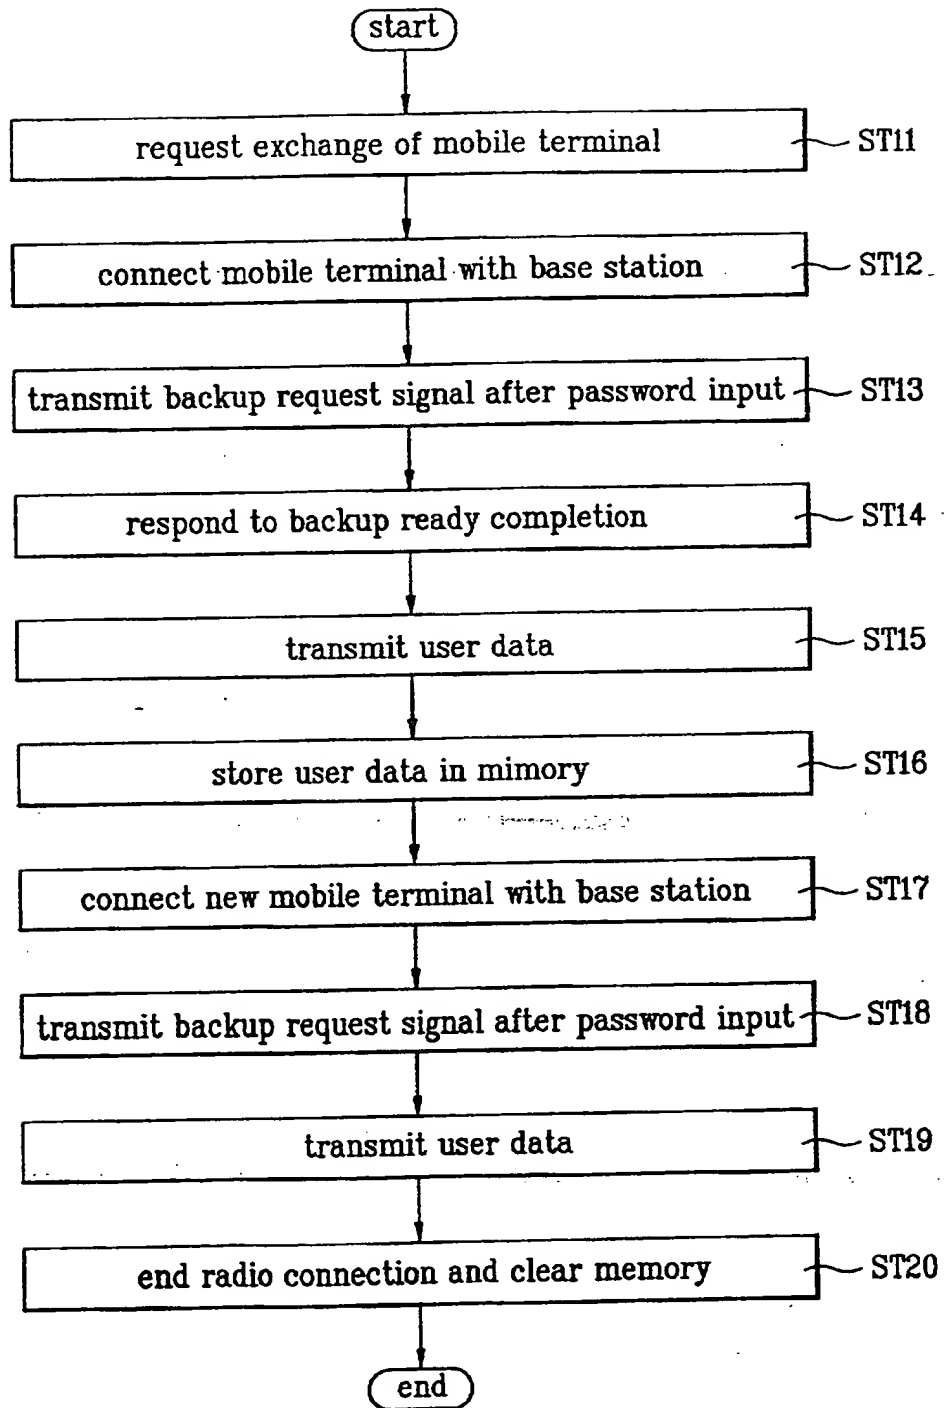 start
request exchange of mobile terminal
ST11
connect mobile terminal with base station
ST12
transmit backup request signal after password input
ST13
respond to backup ready completion
ST14
transmit user data
ST15
store user data in mimory
ST16
connect new mobile terminal with base station
ST17
transmit backup request signal after password input
ST18
transmit user data
ST19
end radio connection and clear memory
ST20
end